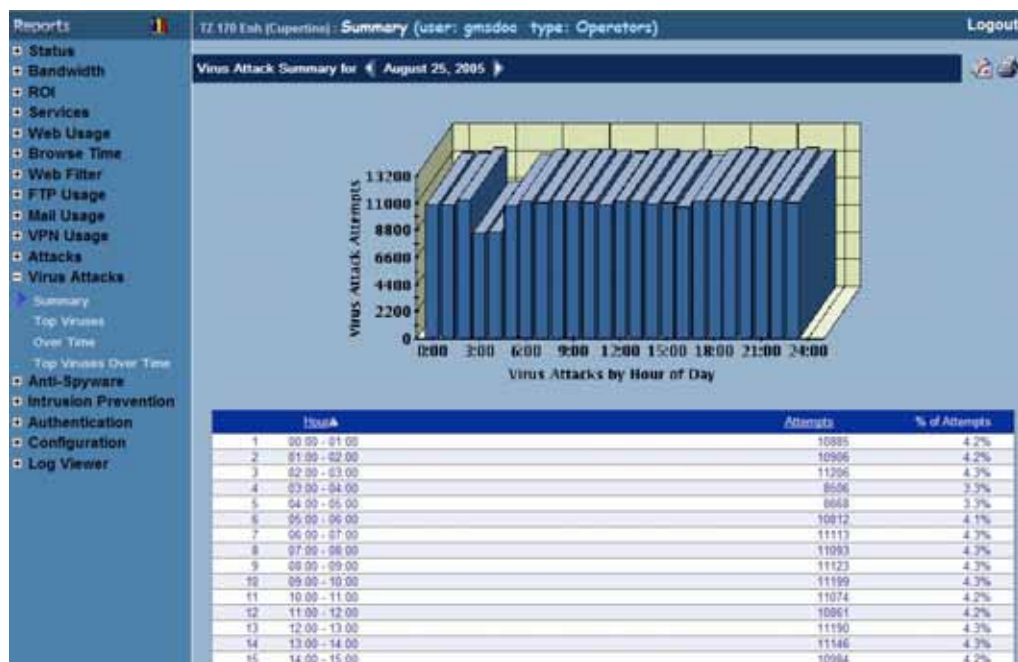 Reports
TZ 170 Enh (Cupertino) : Summary (user: gmsdoo type: Operators)
Logout
Status
Bandwidth
ROI
Services
Web Usage
Browse Time
Web Filter
FTP Usage
Mail Usage
VPN Usage
Attacks
Virus Attacks
Summary
Top Viruses
Over Time
Top Viruses Over Time
Anti-Spyware
Intrusion Prevention
Authentication
Configuration
Log Viewer
Virus Attack Summary for August 25, 2005
Virus Attack Attempts
13200
11000
8800
6600
4400
2200
0
0:00 3:00 6:00 9:00 12:00 15:00 18:00 21:00 24:00
Virus Attacks by Hour of Day
Hour Attempts % of Attempts
1 00:00 - 01:00 10885 4.2%
2 01:00 - 02:00 10906 4.2%
3 02:00 - 03:00 11206 4.3%
4 03:00 - 04:00 3.3%
5 04:00 - 05:00 3.3%
6 05:00 - 06:00 10812 4.1%
7 06:00 - 07:00 11113 4.3%
8 07:00 - 08:00 11093 4.3%
9 08:00 - 09:00 11123 4.3%
10 09:00 - 10:00 11199 4.3%
11 10:00 - 11:00 11074 4.2%
12 11:00 - 12:00 10861 4.2%
13 12:00 - 13:00 11190 4.3%
14 13:00 - 14:00 11146 4.3%
15 14:00 - 15:00 10984 4.2%